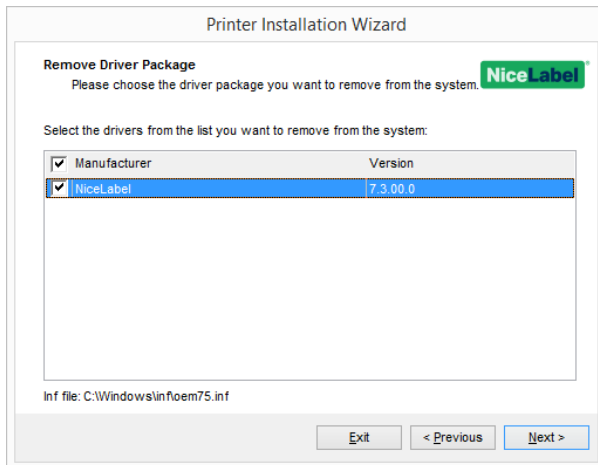 Printer Installation Wizard
Remove Driver Package
Please choose the driver package you want to remove from the system.
NiceLabel
Select the drivers from the list you want to remove from the system:
Manufacturer Version
NiceLabel 7.3.00.0
Inf file: C:\Windows\inf\oem75.inf
Exit < Previous Next >